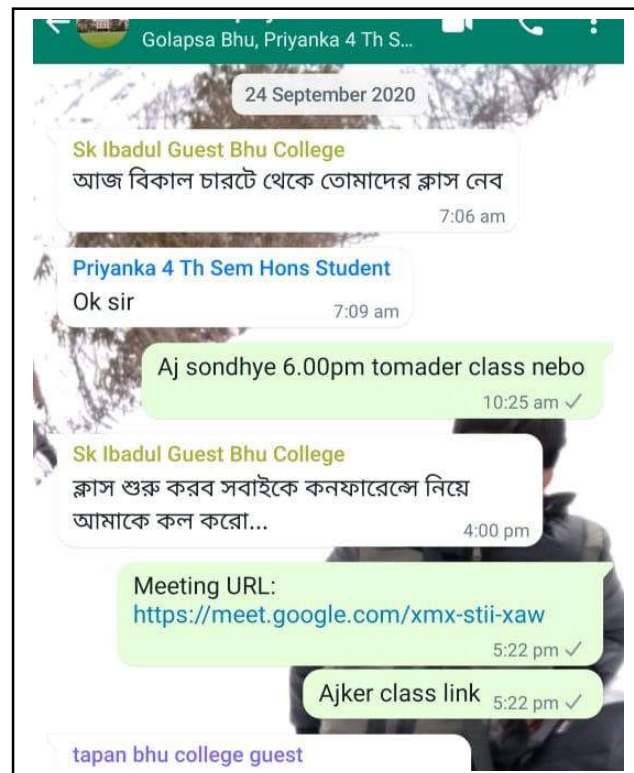 Golapsa Bhu, Priyanka 4 Th S...
24 September 2020
Sk Ibadul Guest Bhu College
আজ বিকাল চারটে থেকে তোমাদের ক্লাস নেব
7:06 am
Priyanka 4 Th Sem Hons Student
Ok sir
7:09 am
Aj sondhye 6.00pm tomader class nebo
10:25 am
Sk Ibadul Guest Bhu College
ক্লাস শুরু করব সবাইকে কনফারেন্সে নিয়ে
আমাকে কল করো...
4:00 pm
Meeting URL:
https://meet.google.com/xmx-stii-xaw
5:22 pm
Ajker class link
5:22 pm
tapan bhu college guest